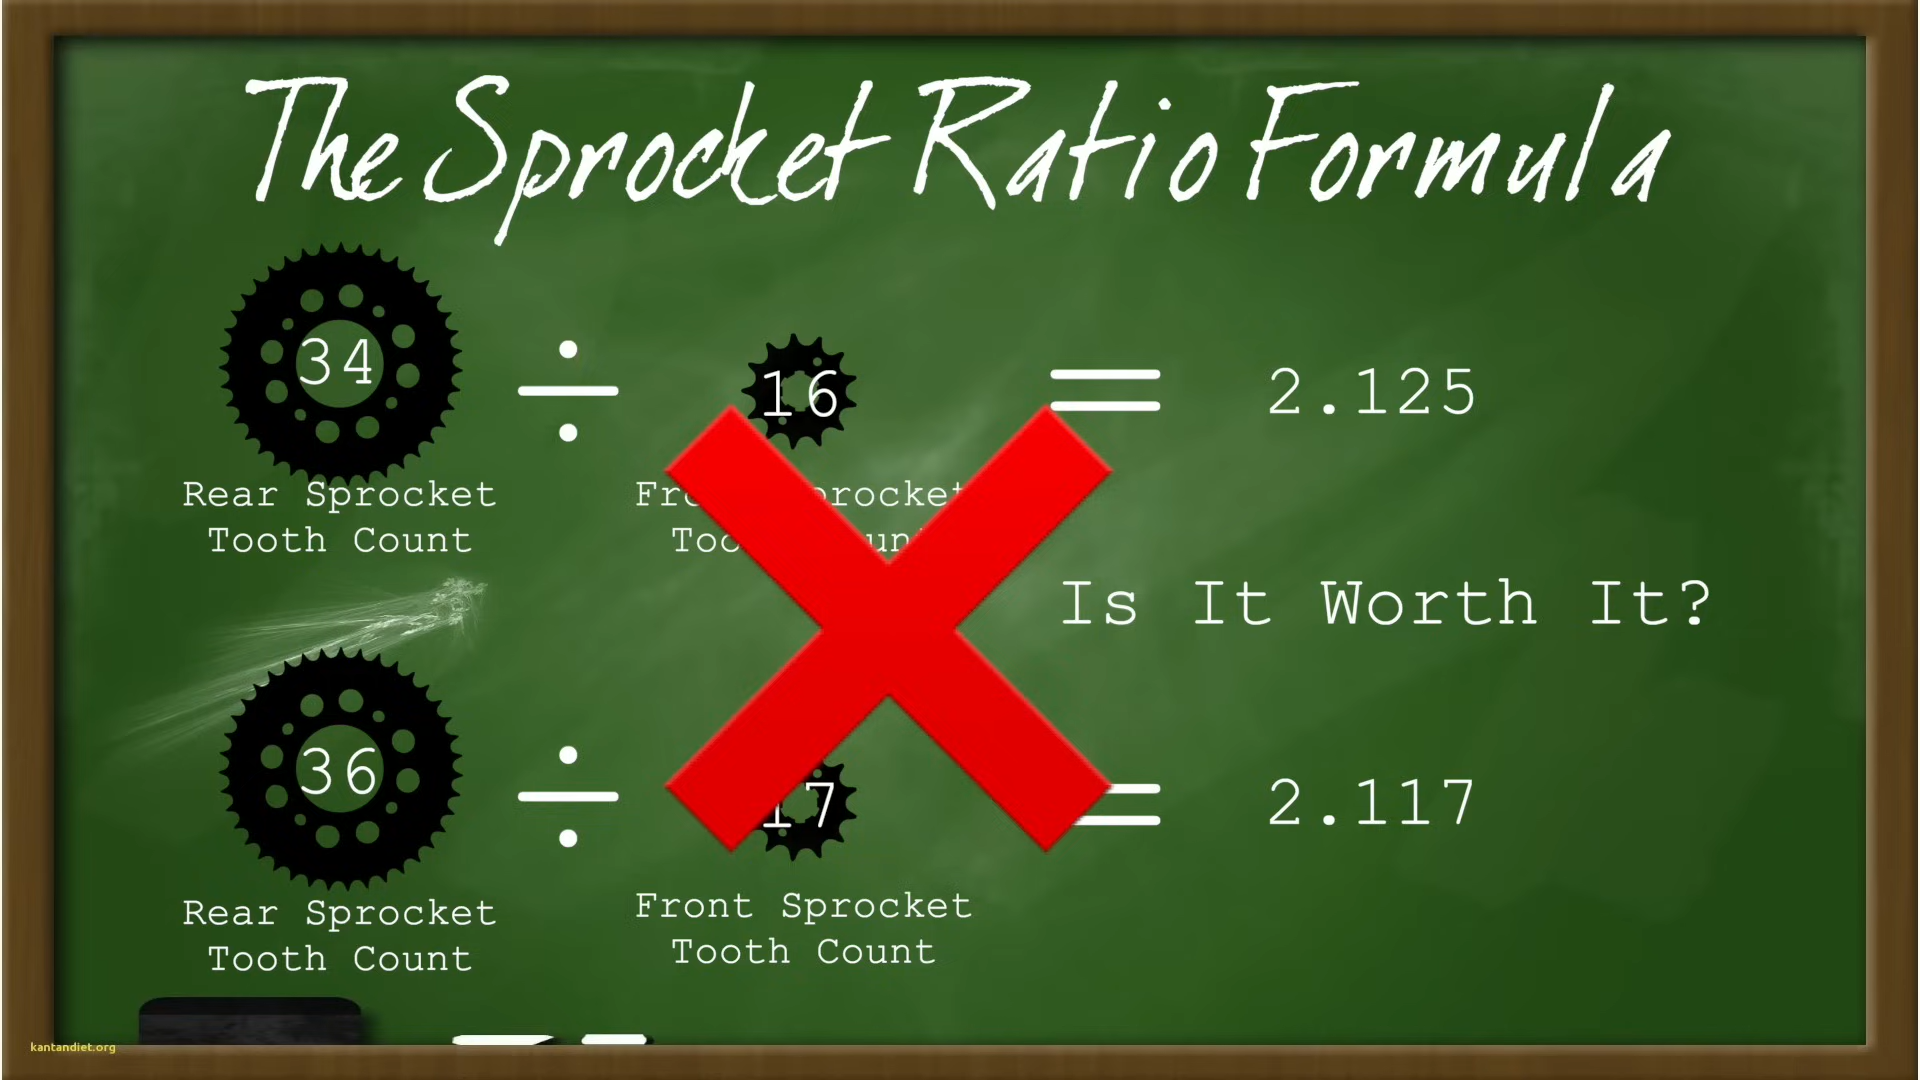 The Sprocket Ratio Formula
34 ÷ 16 = 2.125
Rear Sprocket
Tooth Count
Is It Worth It?
36 ÷ 17 = 2.117
Rear Sprocket
Tooth Count
Front Sprocket
Tooth Count
kantandiet.org